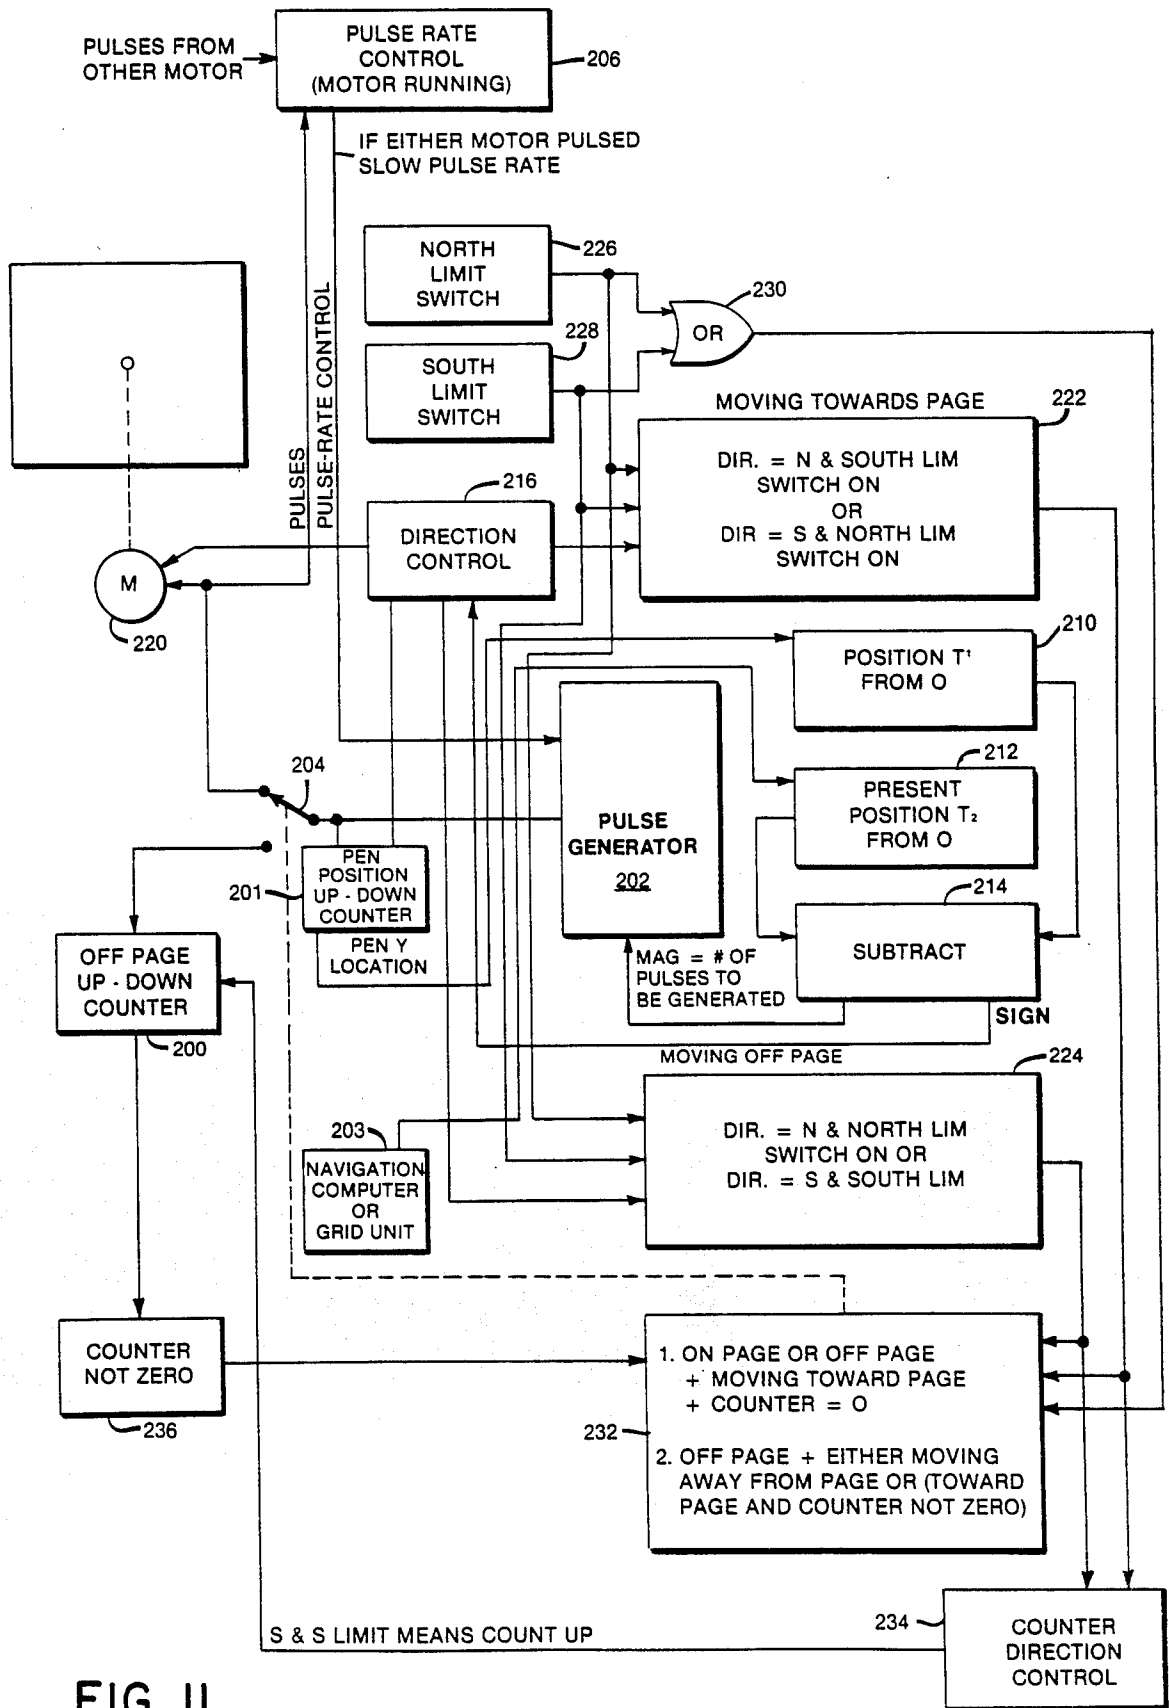 PULSES FROM
OTHER MOTOR
PULSE RATE
CONTROL
(MOTOR RUNNING)
206
IF EITHER MOTOR PULSED
SLOW PULSE RATE
PULSES
PULSE-RATE CONTROL
NORTH
LIMIT
SWITCH
226
SOUTH
LIMIT
SWITCH
228
OR
230
MOVING TOWARDS PAGE
222
DIR. = N & SOUTH LIM
SWITCH ON
OR
DIR = S & NORTH LIM
SWITCH ON
216
DIRECTION
CONTROL
M
220
210
POSITION T¹
FROM O
212
PRESENT
POSITION T₂
FROM O
204
PULSE
GENERATOR
202
PEN
POSITION
UP - DOWN
COUNTER
201
PEN Y
LOCATION
214
SUBTRACT
MAG = # OF
PULSES TO
BE GENERATED
SIGN
OFF PAGE
UP - DOWN
COUNTER
200
MOVING OFF PAGE
224
DIR. = N & NORTH LIM
SWITCH ON OR
DIR. = S & SOUTH LIM
203
NAVIGATION
COMPUTER
OR
GRID UNIT
COUNTER
NOT ZERO
236
1. ON PAGE OR OFF PAGE
+ MOVING TOWARD PAGE
+ COUNTER = O
232
2. OFF PAGE + EITHER MOVING
AWAY FROM PAGE OR (TOWARD
PAGE AND COUNTER NOT ZERO)
S & S LIMIT MEANS COUNT UP
234
COUNTER
DIRECTION
CONTROL
FIG. 11